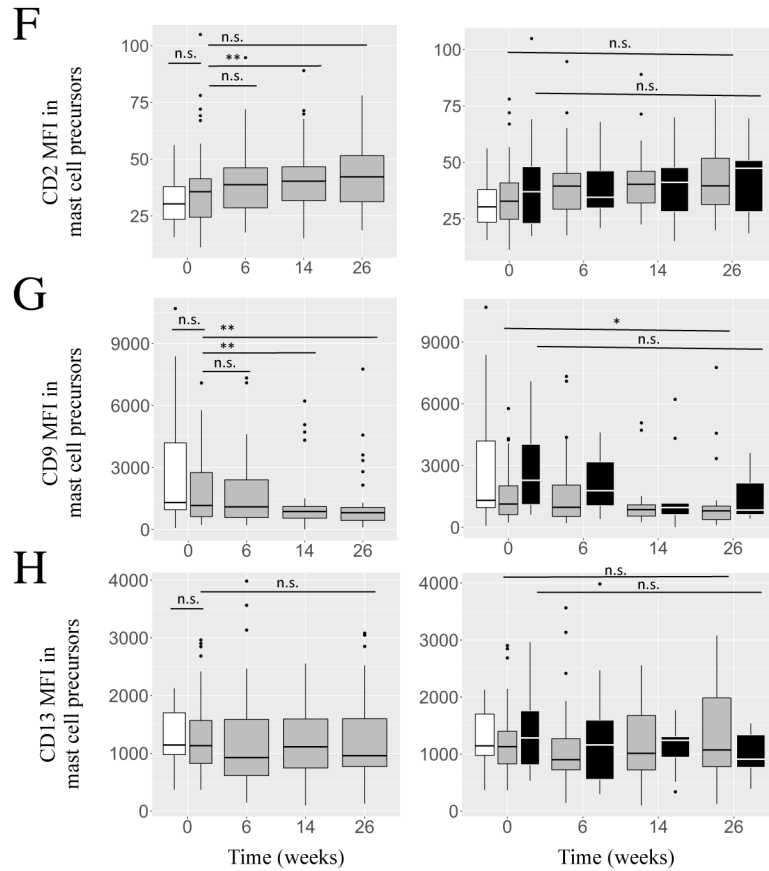 F
CD2 MFI in
mast cell precursors
100
75
50
25
n.s.
n.s.
**
n.s.
0 6 14 26
100
75
50
25
n.s.
n.s.
0 6 14 26
G
CD9 MFI in
mast cell precursors
9000
6000
3000
0
n.s.
**
**
n.s.
0 6 14 26
9000
6000
3000
0
*
n.s.
0 6 14 26
H
CD13 MFI in
mast cell precursors
4000
3000
2000
1000
0
n.s.
n.s.
0 6 14 26
Time (weeks)
4000
3000
2000
1000
0
n.s.
n.s.
0 6 14 26
Time (weeks)